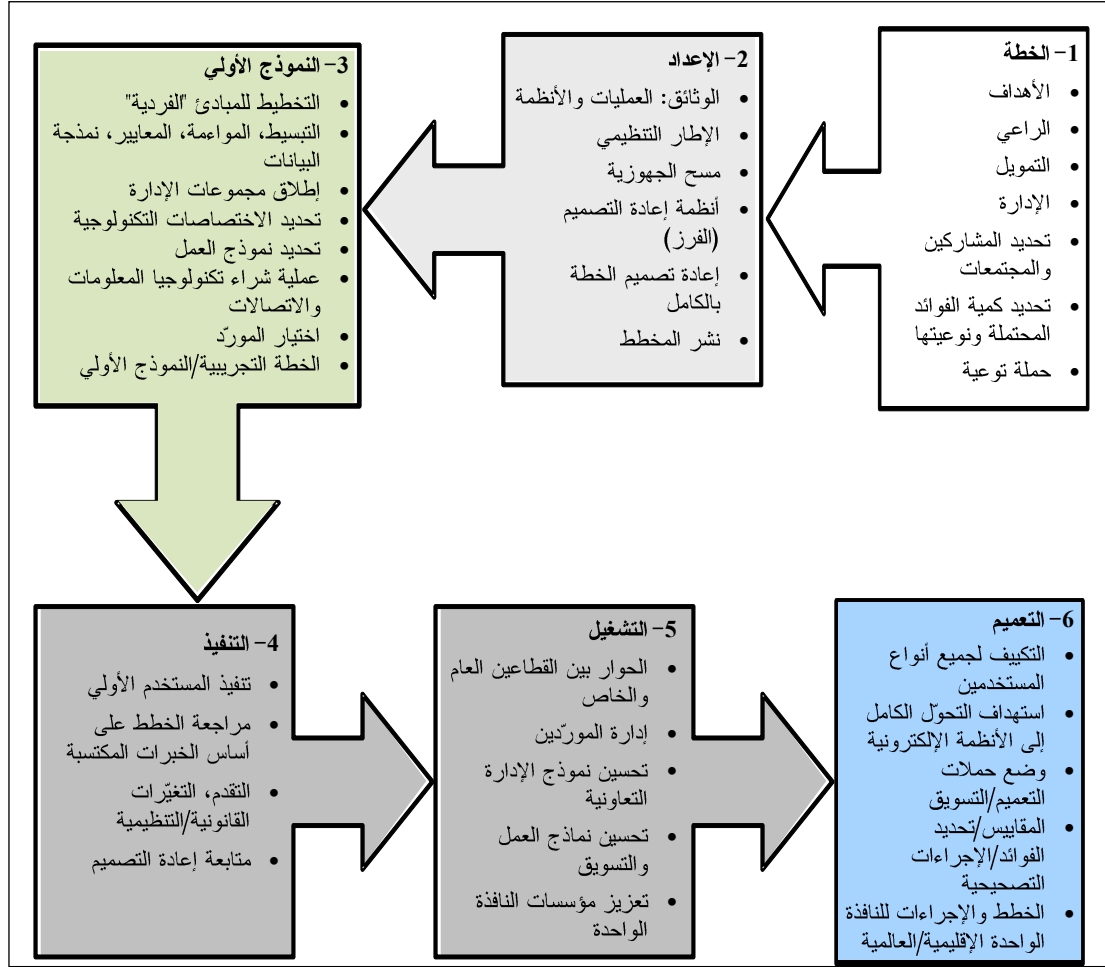 1- الخطة
• الأهداف
• الراعي
• التمويل
• الإدارة
• تحديد المشاركين
والمجتمعات
• تحديد كمية الفوائد
المحتملة ونوعيتها
• حملة توعية
2- الإعداد
• الوثائق: العمليات والأنظمة
• الإطار التنظيمي
• مسح الجهوزية
• أنظمة إعادة التصميم
(الفرز)
• إعادة تصميم الخطة
بالكامل
• نشر المخطط
3- النموذج الأولي
• التخطيط للمبادئ "الفردية"
• التبسيط، المواءمة، المعايير، نمذجة
البيانات
• إطلاق مجموعات الإدارة
• تحديد الاختصاصات التكنولوجية
• تحديد نموذج العمل
• عملية شراء تكنولوجيا المعلومات
والاتصالات
• اختيار المورّد
• الخطة التجريبية/النموذج الأولي
4- التنفيذ
• تنفيذ المستخدم الأولي
• مراجعة الخطط على
أساس الخبرات المكتسبة
• التقدم، التغيّرات
القانونية/التنظيمية
• متابعة إعادة التصميم
5- التشغيل
• الحوار بين القطاعين العام
والخاص
• إدارة المورّدين
• تحسين نموذج الإدارة
التعاونية
• تحسين نماذج العمل
والتسويق
• تعزيز مؤسسات النافذة
الواحدة
6- التعميم
• التكييف لجميع أنواع
المستخدمين
• استهداف التحوّل الكامل
إلى الأنظمة الإلكترونية
• وضع حملات
التعميم/التسويق
• المقاييس/تحديد
الفوائد/الإجراءات
التصحيحية
• الخطط والإجراءات للنافذة
الواحدة الإقليمية/العالمية